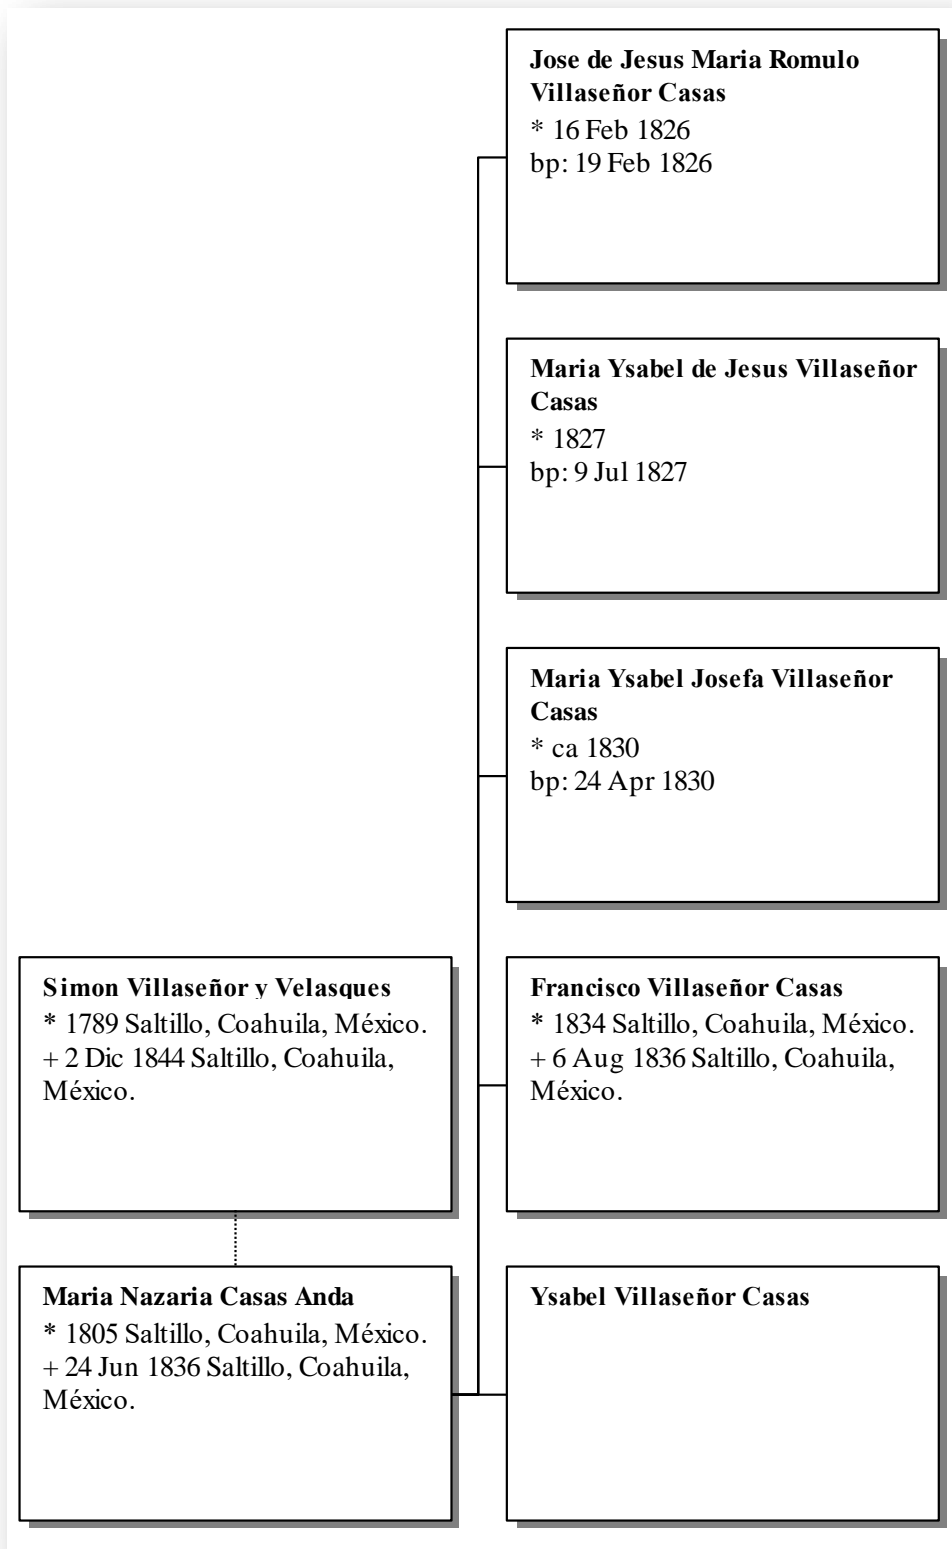 Jose de Jesus Maria Romulo
Villaseñor Casas
* 16 Feb 1826
bp: 19 Feb 1826
Maria Ysabel de Jesus Villaseñor
Casas
* 1827
bp: 9 Jul 1827
Maria Ysabel Josefa Villaseñor
Casas
* ca 1830
bp: 24 Apr 1830
Simon Villaseñor y Velasques
* 1789 Saltillo, Coahuila, México.
+ 2 Dic 1844 Saltillo, Coahuila,
México.
Francisco Villaseñor Casas
* 1834 Saltillo, Coahuila, México.
+ 6 Aug 1836 Saltillo, Coahuila,
México.
Maria Nazaria Casas Anda
* 1805 Saltillo, Coahuila, México.
+ 24 Jun 1836 Saltillo, Coahuila,
México.
Ysabel Villaseñor Casas